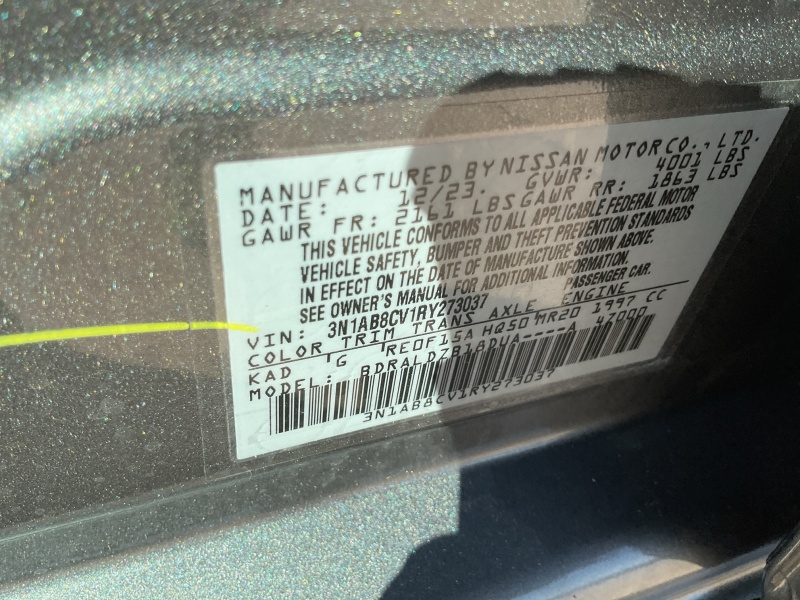 MANUFACTURED BY NISSAN MOTOR CO., LTD.
DATE: 12/23. GVWR: 4001 LBS
GAWR FR: 2161 LBS GAWR RR: 1863 LBS
THIS VEHICLE CONFORMS TO ALL APPLICABLE FEDERAL MOTOR
VEHICLE SAFETY, BUMPER AND THEFT PREVENTION STANDARDS
IN EFFECT ON THE DATE OF MANUFACTURE SHOWN ABOVE.
SEE OWNER'S MANUAL FOR ADDITIONAL INFORMATION.
VIN: 3N1AB8CV1RY273037 PASSENGER CAR.
COLOR TRIM TRANS AXLE ENGINE
KAD G RE0F15A HQ50 MR20 1997 CC
MODEL: BDRALDZB18DUA----A 47000
3N1AB8CV1RY273037